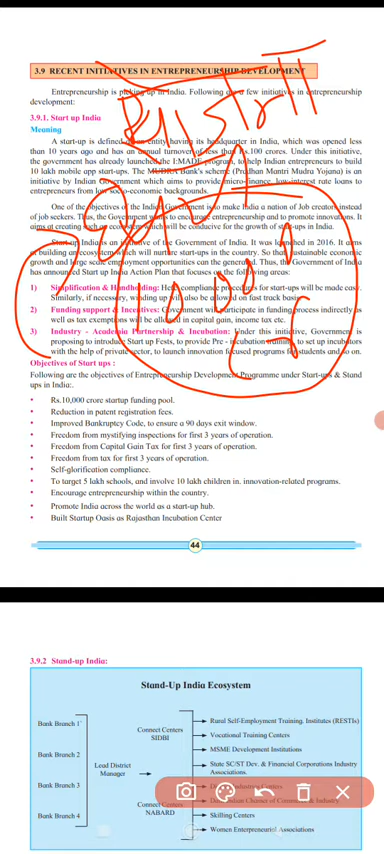 3.9 RECENT INITIATIVES IN ENTREPRENEURSHIP DEVELOPMENT
Entrepreneurship is picking up in India. Following are a few initiatives in entrepreneurship
development:
3.9.1. Start up India
Meaning
A start-up is defined as an entity having its headquarter in India, which was opened less
than 10 years ago and has an annual turnover of less than Rs.100 crores. Under this initiative,
the government has already launched the I:MADE program, to help Indian entrepreneurs to build
10 lakh mobile app start-ups. The MUDRA Bank's scheme (Pradhan Mantri Mudra Yojana) is an
initiative by Indian Government which aims to provide micro-finance, low-interest rate loans to
entrepreneurs from low socio-economic backgrounds.
One of the objectives of the Indian Government is to make India a nation of Job creators instead
of job seekers. Thus, the Government wants to encourage entrepreneurship and to promote innovations. It
aims at creating such an ecosystem which will be conducive for the growth of start-ups in India.
Start-up India is an initiative of the Government of India. It was launched in 2016. It aims
at building an ecosystem which will nurture start-ups in the country. So that sustainable economic
growth and large scale employment opportunities can be generated. Thus, the Government of India
has announced Start up India Action Plan that focuses on the following areas:
1) Simplification & Handholding: Here compliance procedures for start-ups will be made easy.
Similarly, if necessary, winding up will also be allowed on fast track basis.
2) Funding support & Incentives: Government will participate in funding process indirectly as
well as tax exemptions will be allowed in capital gain, income tax etc.
3) Industry - Academia Partnership & Incubation: Under this initiative, Government is
proposing to introduce Start up Fests, to provide Pre - incubation training, to set up incubators
with the help of private sector, to launch innovation focused programs for students and so on.
Objectives of Start ups :
Following are the objectives of Entrepreneurship Development Programme under Start-ups & Stand
ups in India:.
• Rs.10,000 crore startup funding pool.
• Reduction in patent registration fees.
• Improved Bankruptcy Code, to ensure a 90 days exit window.
• Freedom from mystifying inspections for first 3 years of operation.
• Freedom from Capital Gain Tax for first 3 years of operation.
• Freedom from tax for first 3 years of operation.
• Self-glorification compliance.
• To target 5 lakh schools, and involve 10 lakh children in. innovation-related programs.
• Encourage entrepreneurship within the country.
• Promote India across the world as a start-up hub.
• Built Startup Oasis as Rajasthan Incubation Center
44
3.9.2 Stand-up India:
Stand-Up India Ecosystem
Bank Branch 1'
Bank Branch 2
Bank Branch 3
Bank Branch 4
Lead District
Manager
Connect Centers
SIDBI
Connect Centers
NABARD
Rural Self-Employment Training. Institutes (RESTIs)
Vocational Training Centers
MSME Development Institutions
State SC/ST Dev. & Financial Corporations Industry
Associations.
Skilling Centers
Women Enterpreneurial Associations